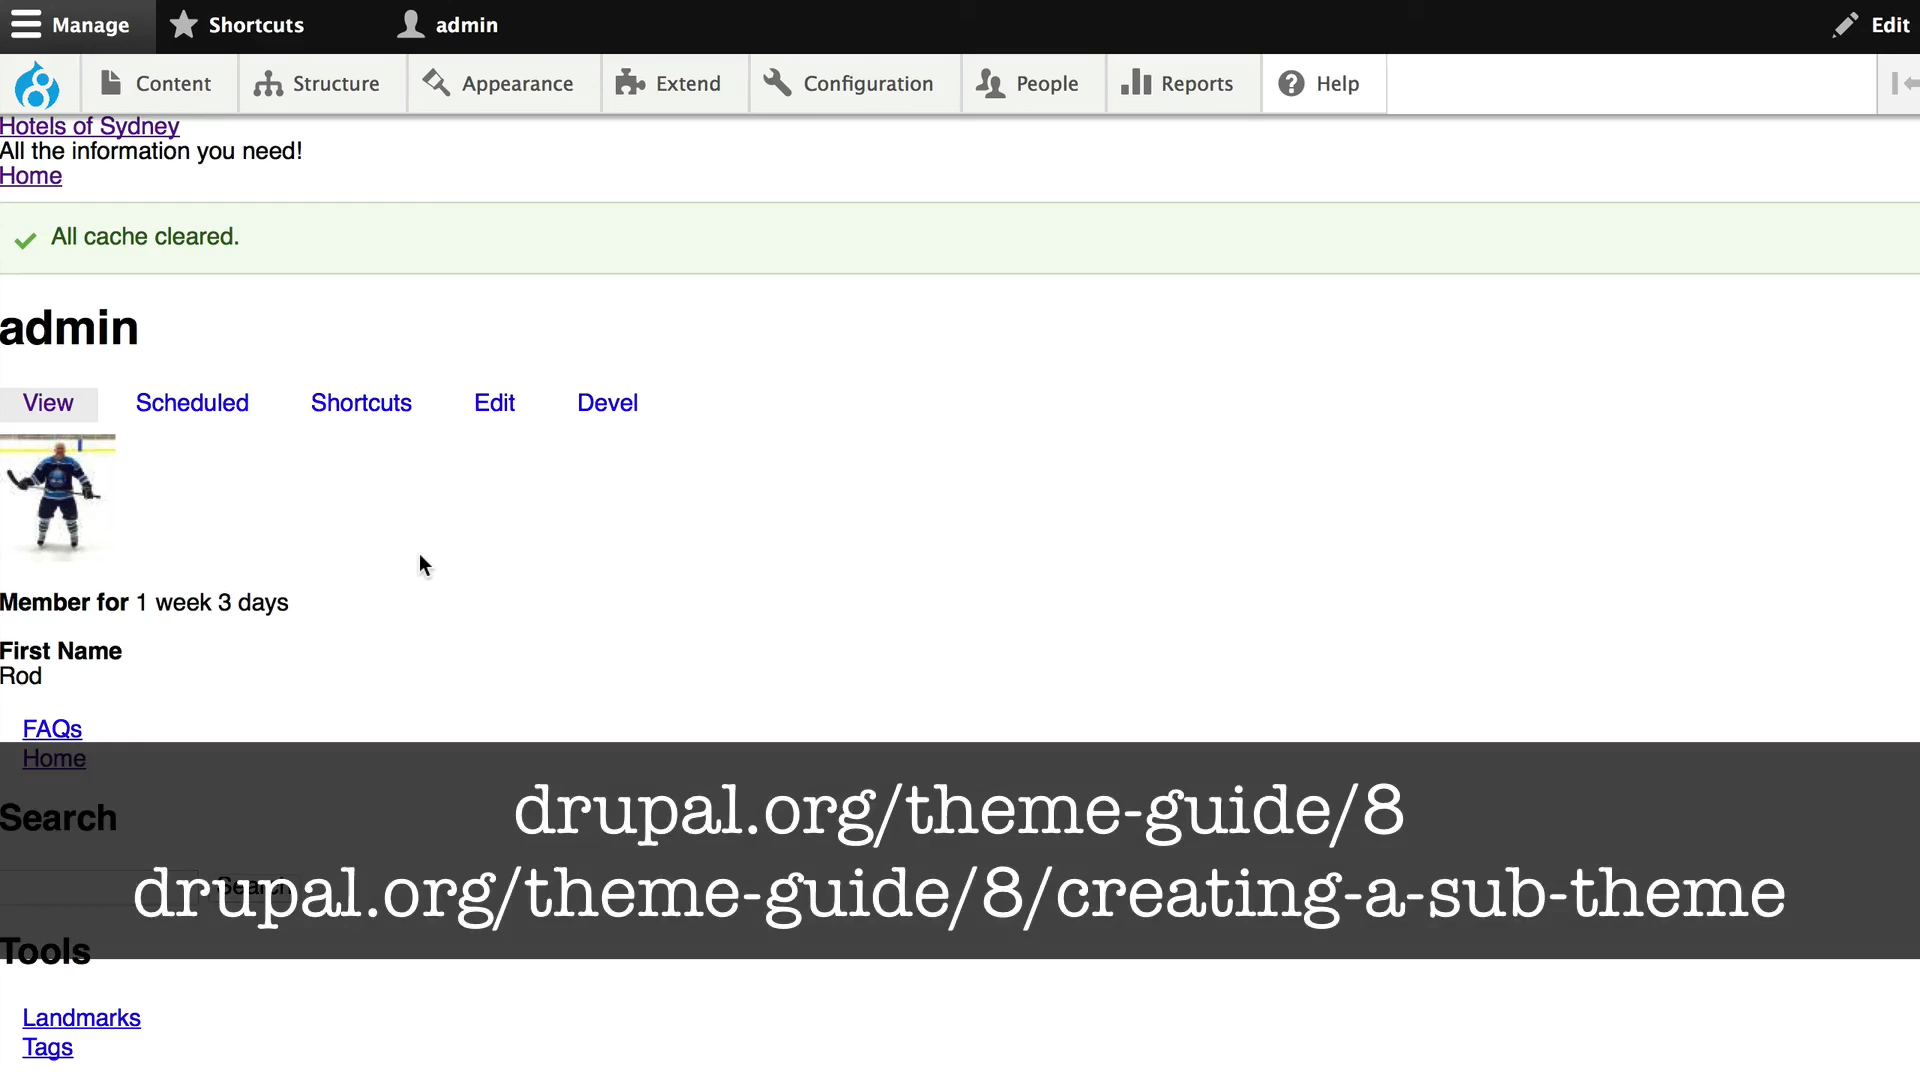 Manage Shortcuts admin Edit
Content Structure Appearance Extend Configuration People Reports Help
Hotels of Sydney
All the information you need!
Home
All cache cleared.
admin
View Scheduled Shortcuts Edit Devel
Member for 1 week 3 days
First Name
Rod
FAQs
Home
Search
drupal.org/theme-guide/8
Search
drupal.org/theme-guide/8/creating-a-sub-theme
Tools
Landmarks
Tags